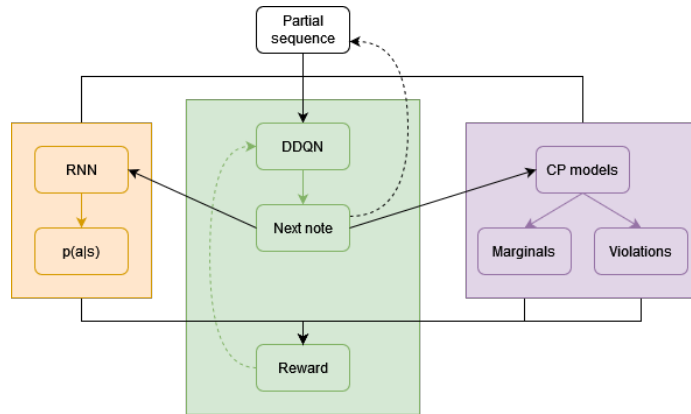 Partial
sequence
DDQN
RNN
CP models
Next note
p(a|s)
Marginals
Violations
Reward